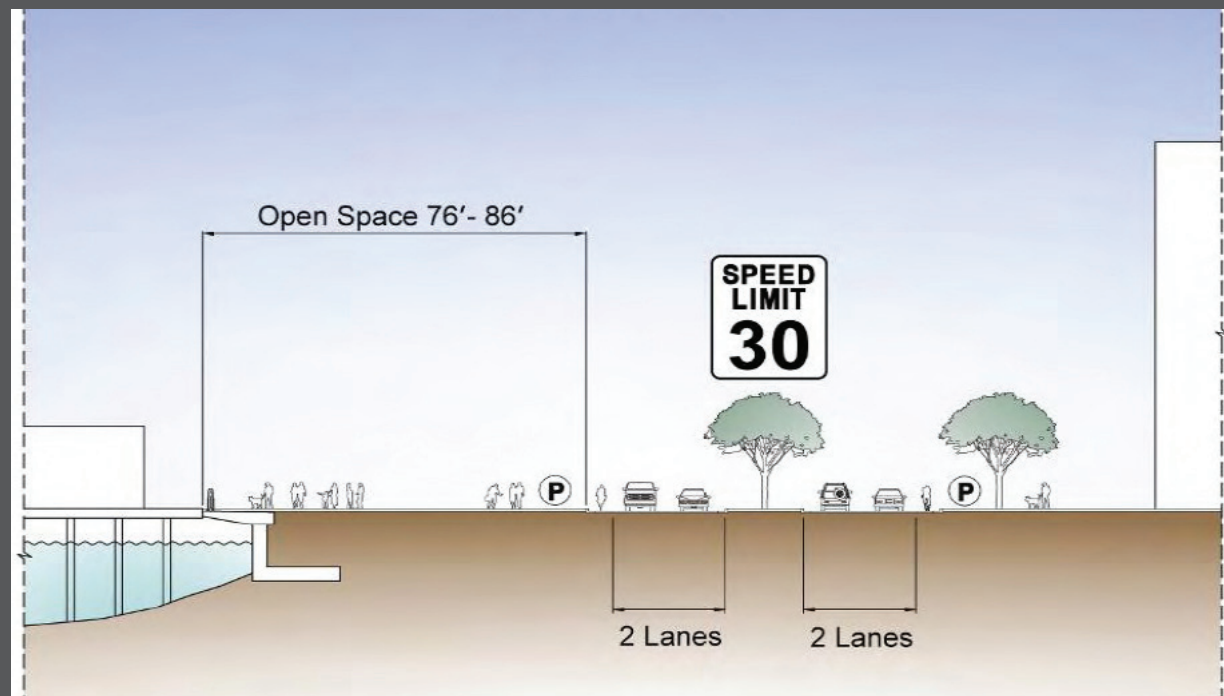 Open Space 76′- 86′
SPEED
LIMIT
30
P
P
2 Lanes
2 Lanes